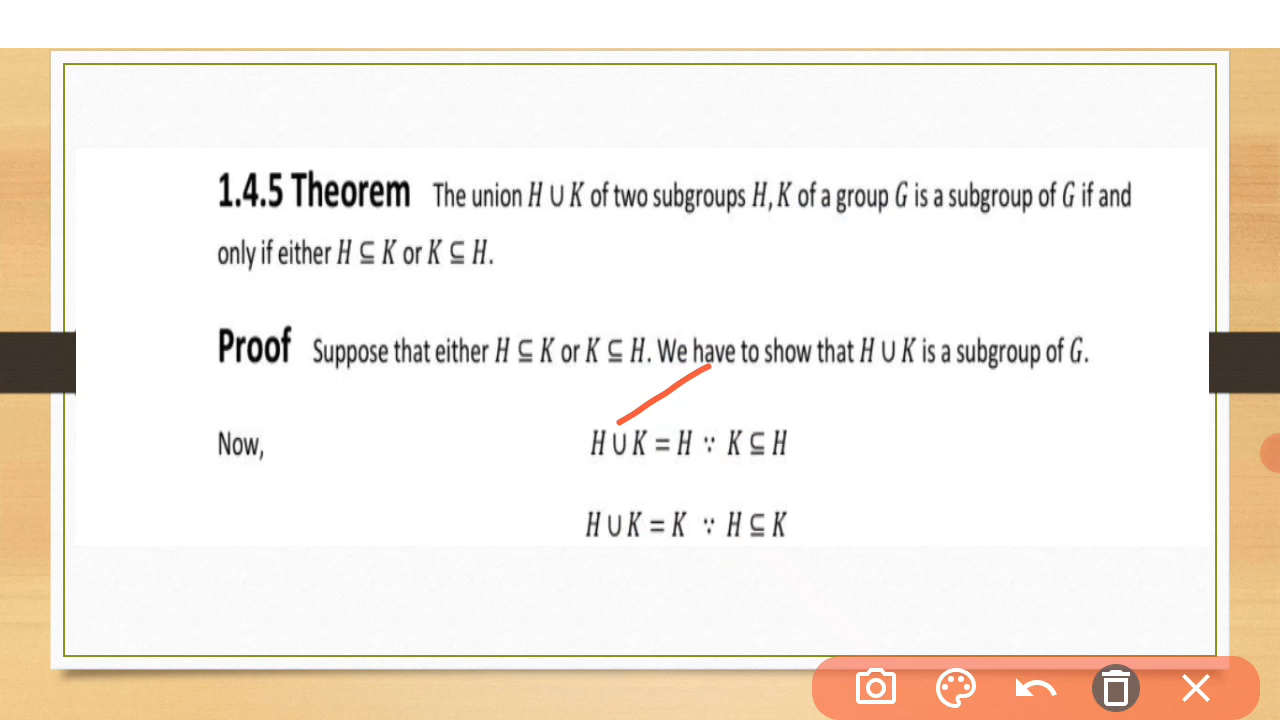 1.4.5 Theorem The union H ∪ K of two subgroups H, K of a group G is a subgroup of G if and
only if either H ⊆ K or K ⊆ H.
Proof Suppose that either H ⊆ K or K ⊆ H. We have to show that H ∪ K is a subgroup of G.
Now, H ∪ K = H ∵ K ⊆ H
H ∪ K = K ∵ H ⊆ K